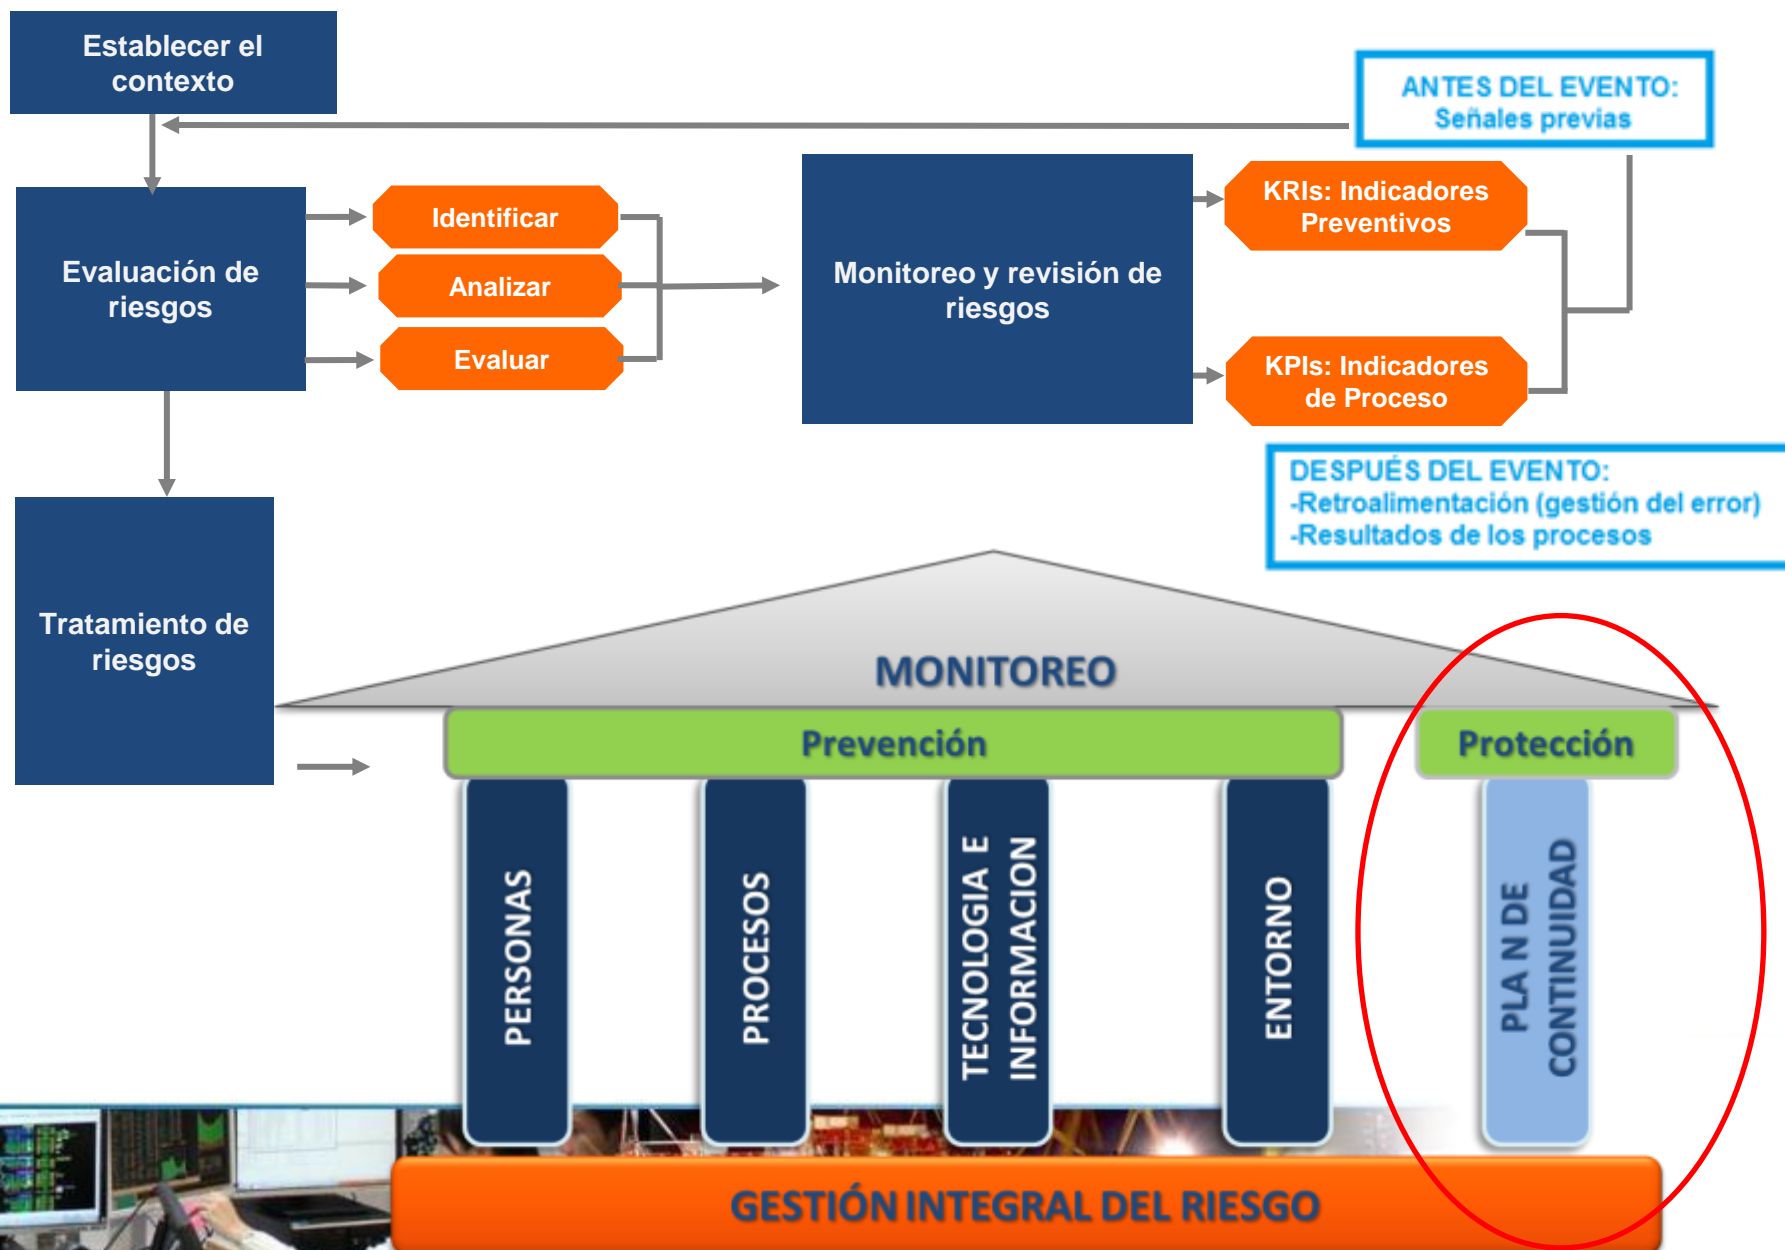 Establecer el
contexto
ANTES DEL EVENTO:
Señales previas
Evaluación de
riesgos
Identificar
Analizar
Evaluar
Monitoreo y revisión de
riesgos
KRIs: Indicadores
Preventivos
KPIs: Indicadores
de Proceso
DESPUÉS DEL EVENTO:
-Retroalimentación (gestión del error)
-Resultados de los procesos
Tratamiento de
riesgos
MONITOREO
Prevención
Protección
PERSONAS
PROCESOS
TECNOLOGIA E
INFORMACION
ENTORNO
PLA N DE
CONTINUIDAD
GESTIÓN INTEGRAL DEL RIESGO